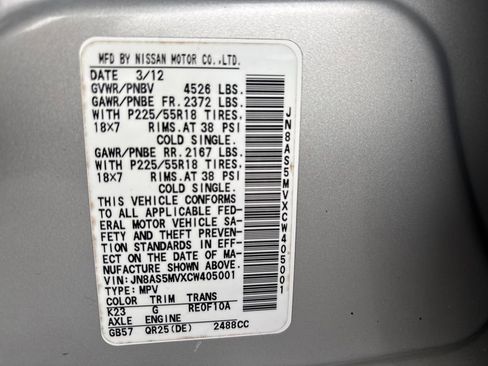 MFD BY NISSAN MOTOR CO.,LTD.
DATE 3/12
GVWR/PNBV 4526 LBS.
GAWR/PNBE FR. 2372 LBS.
WITH P225/55R18 TIRES.
18X7 RIMS.AT 38 PSI
COLD SINGLE.
GAWR/PNBE RR. 2167 LBS.
WITH P225/55R18 TIRES.
18X7 RIMS.AT 38 PSI
COLD SINGLE.
THIS VEHICLE CONFORMS
TO ALL APPLICABLE FED-
ERAL MOTOR VEHICLE SA-
FETY AND THEFT PREVEN-
TION STANDARDS IN EFF-
ECT ON THE DATE OF MA-
NUFACTURE SHOWN ABOVE.
VIN: JN8AS5MVXCW405001
TYPE: MPV
COLOR TRIM TRANS
K23 G RE0F10A
AXLE ENGINE
GB57 QR25(DE) 2488CC
JN8AS5MVXCW405001